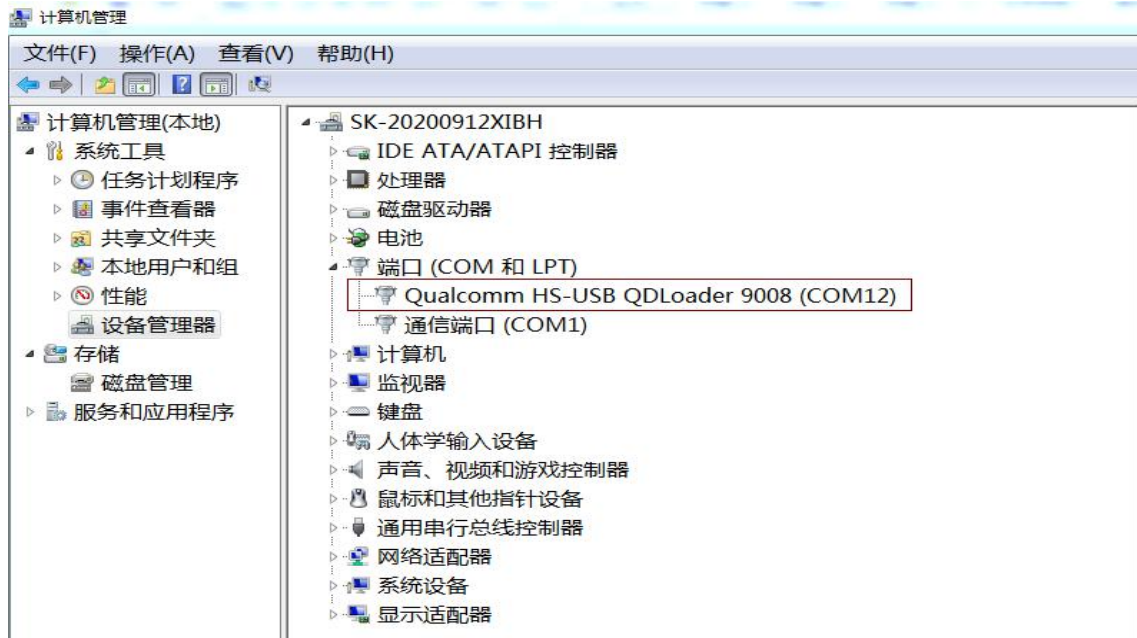 计算机管理
文件(F) 操作(A) 查看(V) 帮助(H)
计算机管理(本地)
系统工具
任务计划程序
事件查看器
共享文件夹
本地用户和组
性能
设备管理器
存储
磁盘管理
服务和应用程序
SK-20200912XIBH
IDE ATA/ATAPI 控制器
处理器
磁盘驱动器
电池
端口 (COM 和 LPT)
Qualcomm HS-USB QDLoader 9008 (COM12)
通信端口 (COM1)
计算机
监视器
键盘
人体学输入设备
声音、视频和游戏控制器
鼠标和其他指针设备
通用串行总线控制器
网络适配器
系统设备
显示适配器